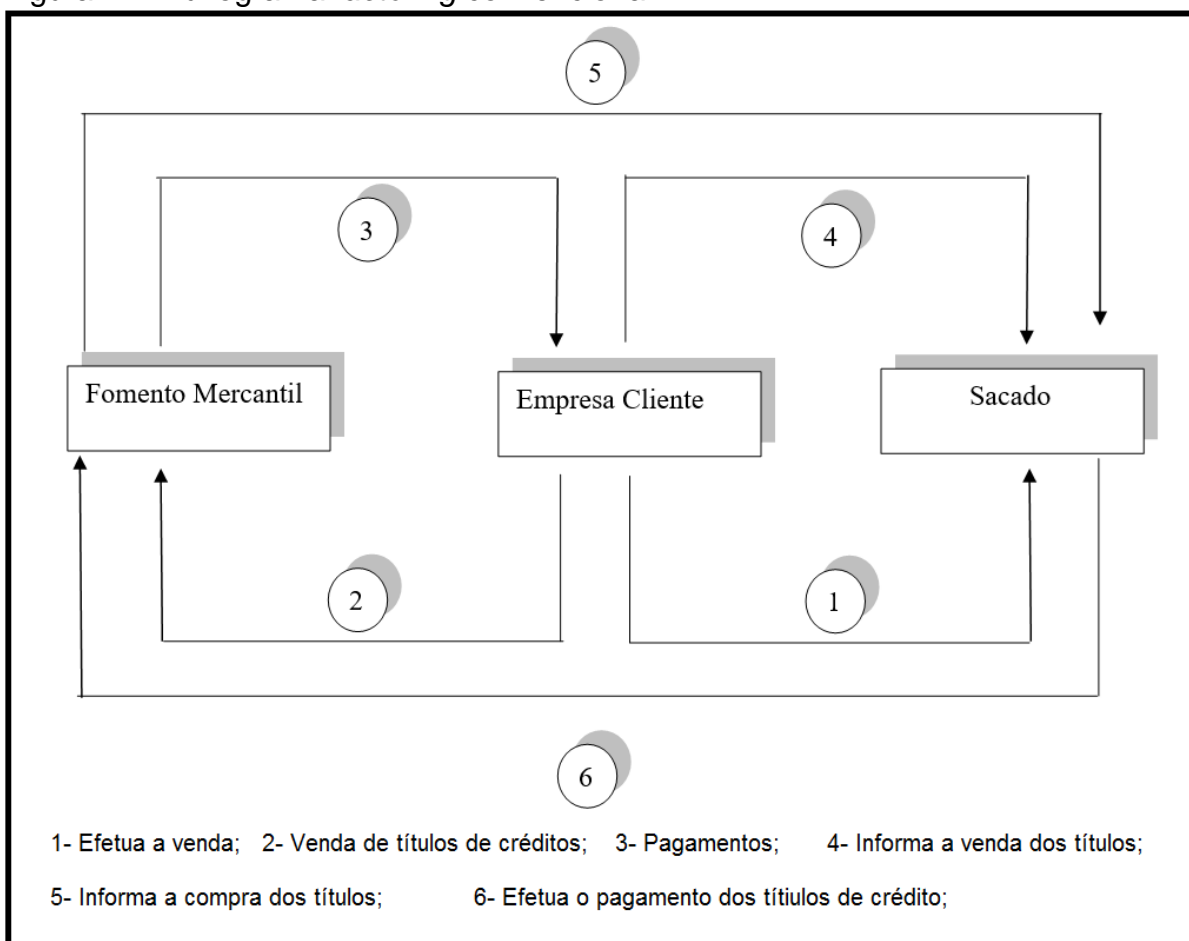 5
3
4
Fomento Mercantil
Empresa Cliente
Sacado
2
1
6
1- Efetua a venda; 2- Venda de títulos de créditos; 3- Pagamentos; 4- Informa a venda dos títulos;
5- Informa a compra dos títulos; 6- Efetua o pagamento dos títiulos de crédito;